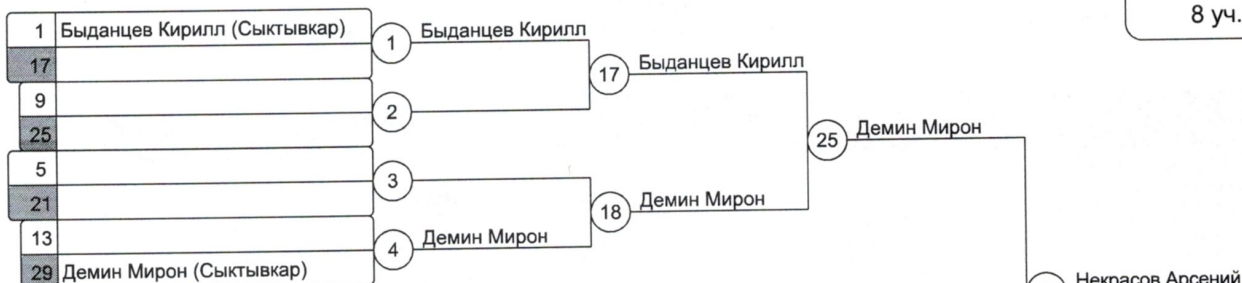 8 уч.
1 Быданцев Кирилл (Сыктывкар)
1 Быданцев Кирилл
17
17 Быданцев Кирилл
9
2
25
25 Демин Мирон
5
3
21
18 Демин Мирон
13
4 Демин Мирон
29 Демин Мирон (Сыктывкар)
Некрасов Арсений